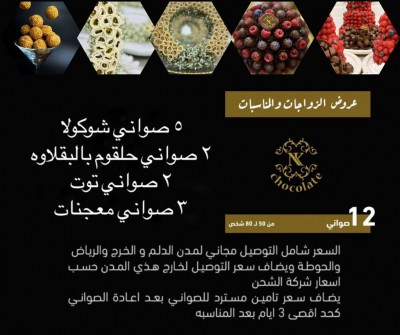 عروض الزواجات والمناسبات
٥ صواني شوكولا
٢ صواني حلقوم بالبقلاوه
٢ صواني توت
٣ صواني معجنات
NK
chocolate
12 صواني
من 50 لـ 80 شخص
السعر شامل التوصيل مجاني لمدن الدلم و الخرج والرياض
والحوطة ويضاف سعر التوصيل لخارج هذي المدن حسب
اسعار شركة الشحن
يضاف سعر تامين مسترد للصواني بعد اعادة الصواني
كحد اقصى 3 ايام بعد المناسبه